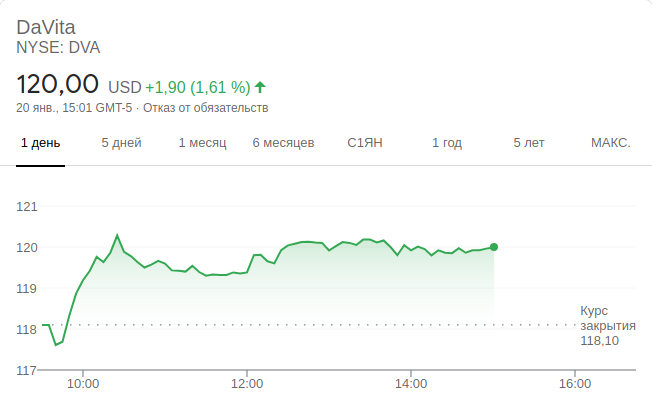 DaVita
NYSE: DVA
120,00 USD +1,90 (1,61 %)
20 янв., 15:01 GMT-5 · Отказ от обязательств
1 день 5 дней 1 месяц 6 месяцев С1ЯН 1 год 5 лет МАКС.
121
120
119
118
117
Курс
закрытия
118,10
10:00 12:00 14:00 16:00